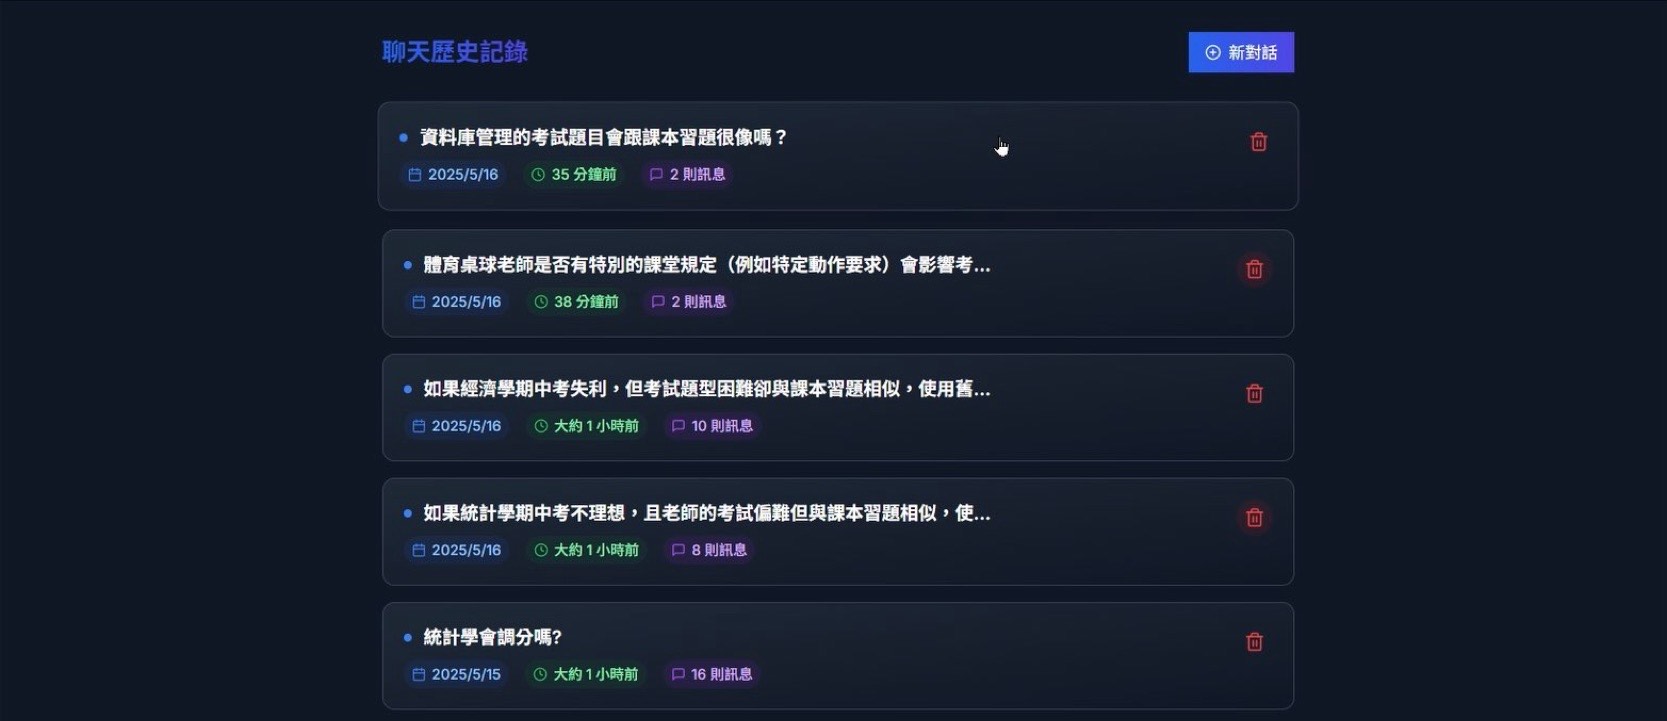 聊天歷史記錄
新對話
資料庫管理的考試題目會跟課本習題很像嗎？
2025/5/16 35 分鐘前 2 則訊息
體育桌球老師是否有特別的課堂規定（例如特定動作要求）會影響考...
2025/5/16 38 分鐘前 2 則訊息
如果經濟學期中考失利，但考試題型困難卻與課本習題相似，使用舊...
2025/5/16 大約 1 小時前 10 則訊息
如果統計學期中考不理想，且老師的考試偏難但與課本習題相似，使...
2025/5/16 大約 1 小時前 8 則訊息
統計學會調分嗎?
2025/5/15 大約 1 小時前 16 則訊息